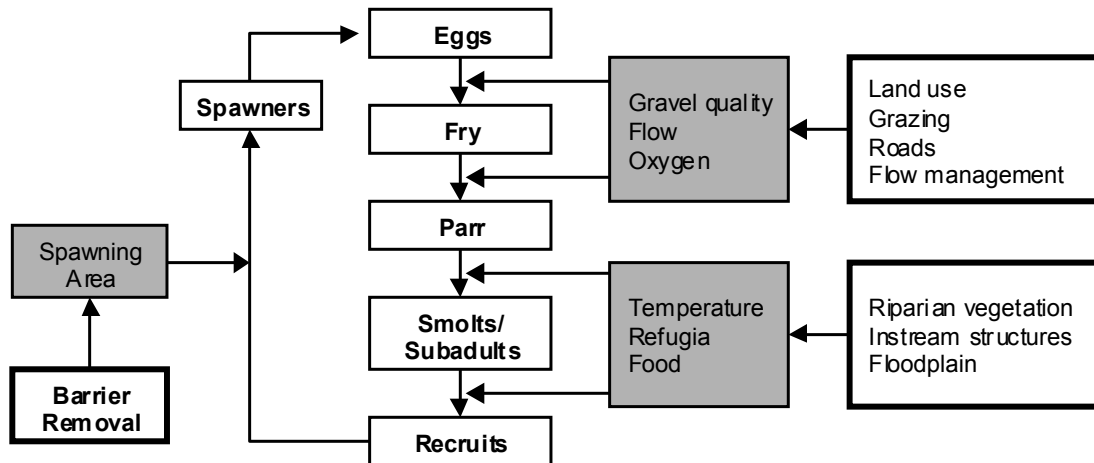 Eggs
Spawners
Fry
Gravel quality
Flow
Oxygen
Land use
Grazing
Roads
Flow management
Parr
Spawning
Area
Smolts/
Subadults
Temperature
Refugia
Food
Riparian vegetation
Instream structures
Floodplain
Barrier
Removal
Recruits